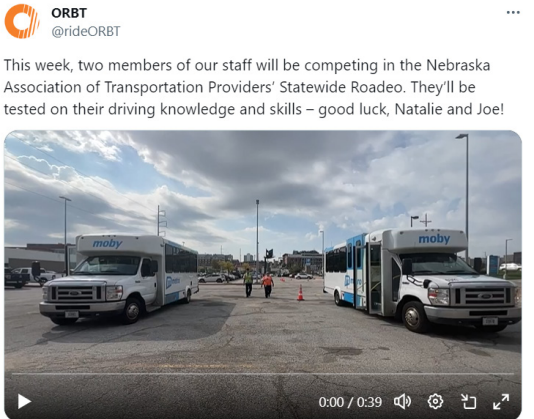 ORBT
@rideORBT
This week, two members of our staff will be competing in the Nebraska
Association of Transportation Providers' Statewide Roadeo. They'll be
tested on their driving knowledge and skills – good luck, Natalie and Joe!
moby
moby
0:00 / 0:39